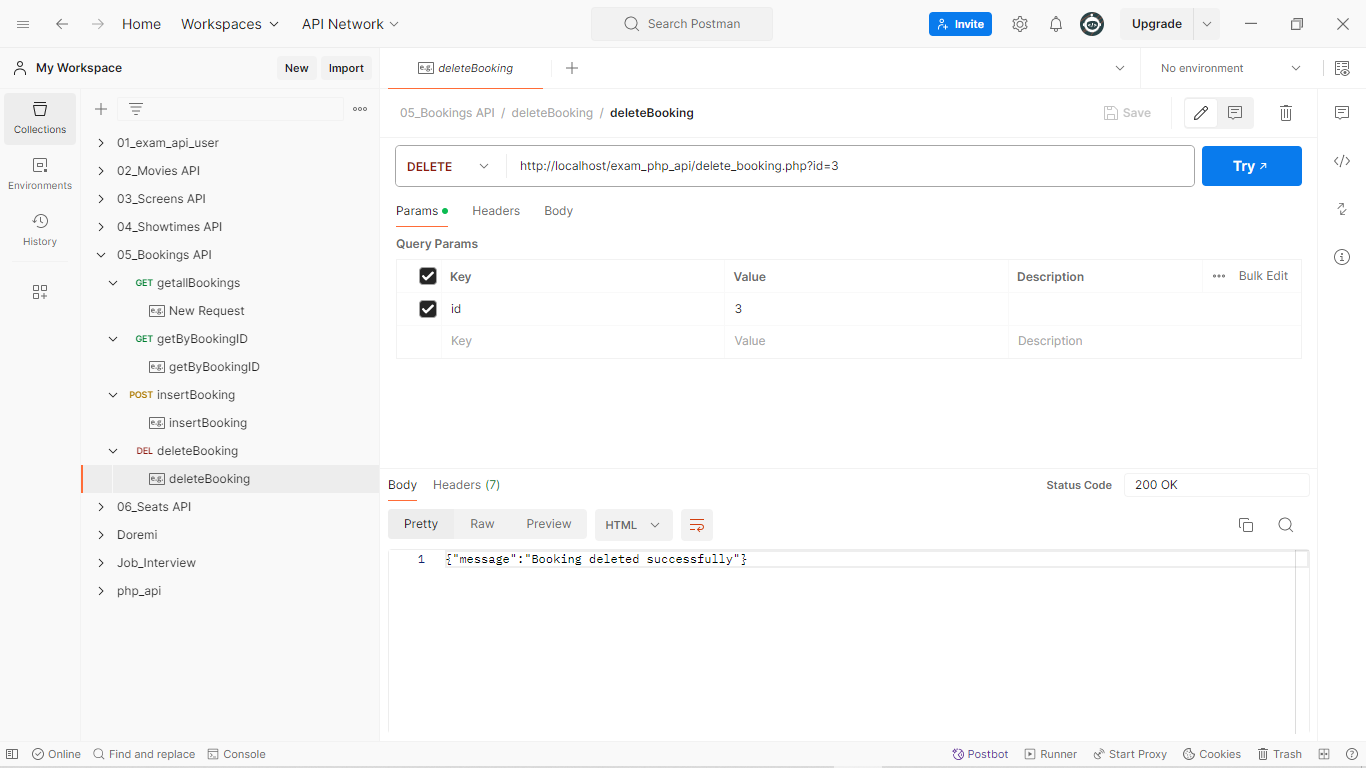 Home Workspaces API Network Search Postman Invite Upgrade
My Workspace New Import e.g. deleteBooking No environment
Collections
Environments
History
01_exam_api_user
02_Movies API
03_Screens API
04_Showtimes API
05_Bookings API
GET getallBookings
e.g. New Request
GET getByBookingID
e.g. getByBookingID
POST insertBooking
e.g. insertBooking
DEL deleteBooking
e.g. deleteBooking
06_Seats API
Doremi
Job_Interview
php_api
05_Bookings API / deleteBooking / deleteBooking Save
DELETE http://localhost/exam_php_api/delete_booking.php?id=3 Try
Params Headers Body
Query Params
Key Value Description Bulk Edit
id 3
Key Value Description
Body Headers (7) Status Code 200 OK
Pretty Raw Preview HTML
1 {"message":"Booking deleted successfully"}
Online Find and replace Console Postbot Runner Start Proxy Cookies Trash